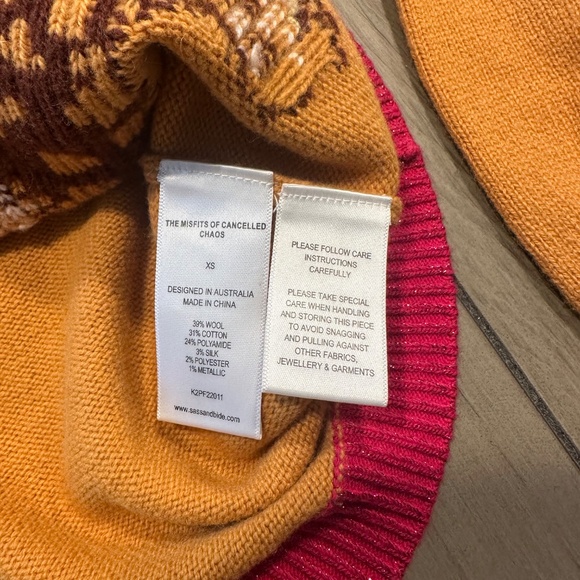 THE MISFITS OF CANCELLED
CHAOS
XS
DESIGNED IN AUSTRALIA
MADE IN CHINA
39% WOOL
31% COTTON
24% POLYAMIDE
3% SILK
2% POLYESTER
1% METALLIC
K2PF22011
www.sassandbide.com
PLEASE FOLLOW CARE
INSTRUCTIONS
CAREFULLY
PLEASE TAKE SPECIAL
CARE WHEN HANDLING
AND STORING THIS PIECE
TO AVOID SNAGGING
AND PULLING AGAINST
OTHER FABRICS,
JEWELLERY & GARMENTS